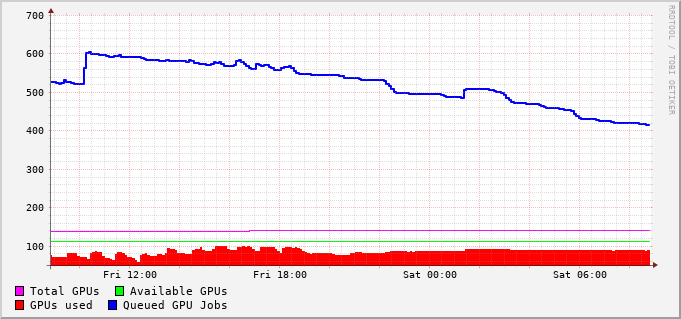 700
600
500
400
300
200
100
Fri 12:00 Fri 18:00 Sat 00:00 Sat 06:00
Total GPUs Available GPUs
GPUs used Queued GPU Jobs
RRDTOOL / TOBI OETIKER